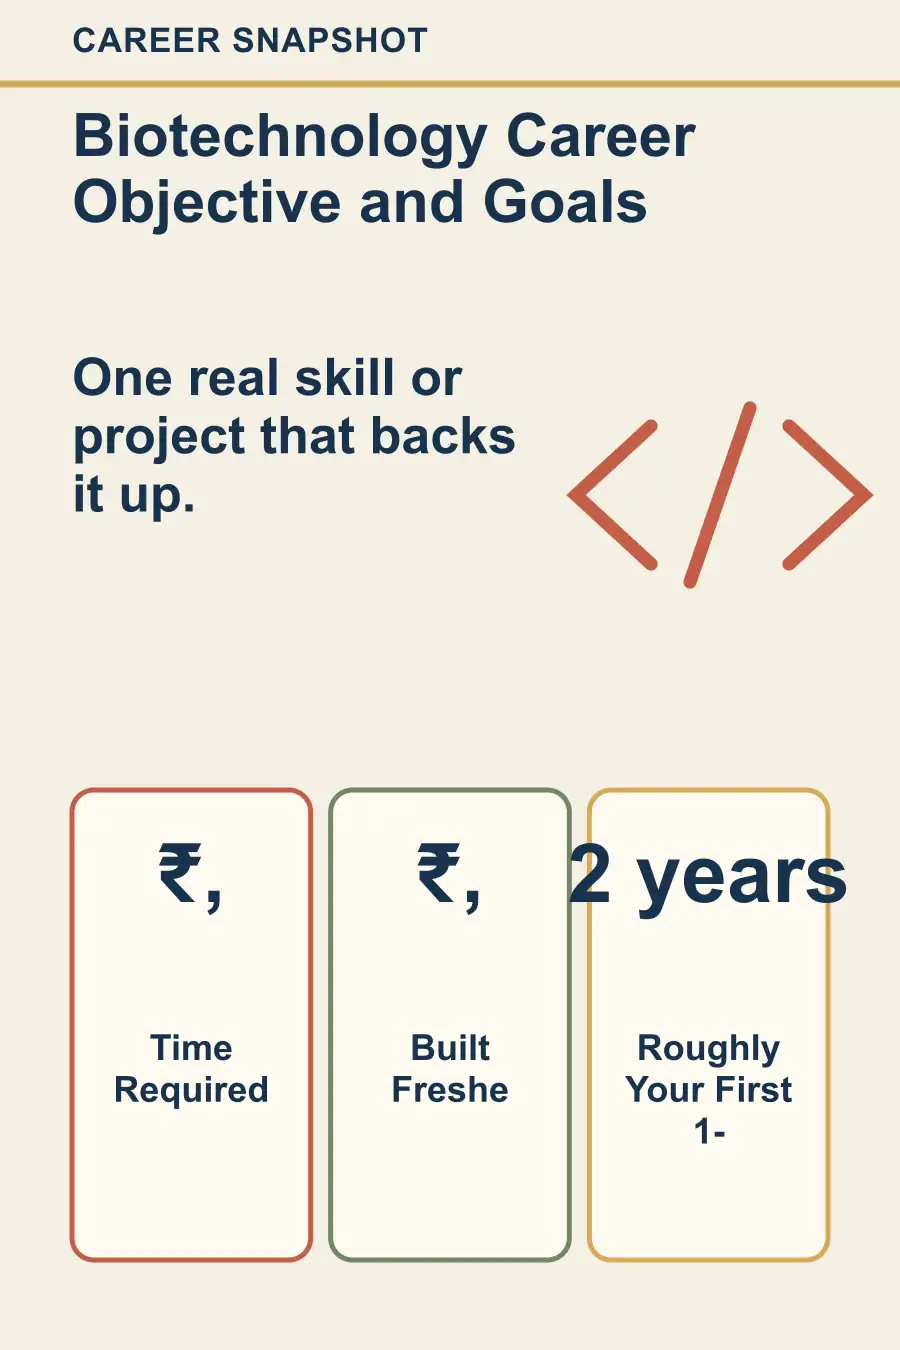 CAREER SNAPSHOT
Biotechnology Career
Objective and Goals
One real skill or
project that backs
it up.
</>
₹,
Time
Required
₹,
Built
Freshe
2 years
Roughly
Your First
1-